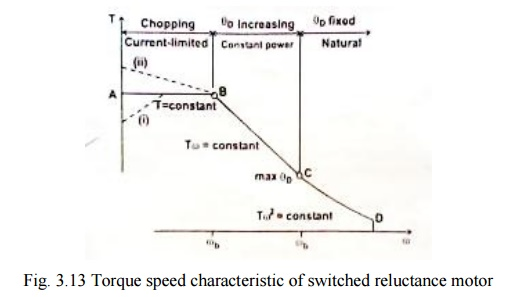 T
Chopping
θD Increasing
θD fixed
Current-limited
Constant power
Natural
(ii)
A
B
T=constant
(i)
Tω = constant
max θD
C
Tω² = constant
D
ωb
ωb
ω
Fig. 3.13 Torque speed characteristic of switched reluctance motor